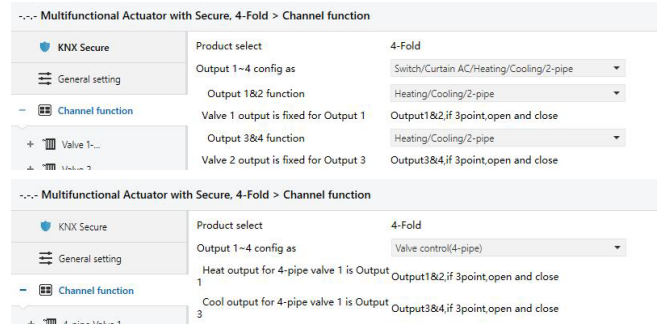 -.-.- Multifunctional Actuator with Secure, 4-Fold > Channel function
KNX Secure
Product select
4-Fold
General setting
Output 1~4 config as
Switch/Curtain AC/Heating/Cooling/2-pipe
Output 1&2 function
Heating/Cooling/2-pipe
Channel function
Valve 1 output is fixed for Output 1
Output1&2,if 3point,open and close
Valve 1-...
Output 3&4 function
Heating/Cooling/2-pipe
Valve 2
Valve 2 output is fixed for Output 3
Output3&4,if 3point,open and close
-.-.- Multifunctional Actuator with Secure, 4-Fold > Channel function
KNX Secure
Product select
4-Fold
General setting
Output 1~4 config as
Valve control(4-pipe)
Heat output for 4-pipe valve 1 is Output
1
Output1&2,if 3point,open and close
Channel function
Cool output for 4-pipe valve 1 is Output
3
Output3&4,if 3point,open and close
4-pipe Valve 1